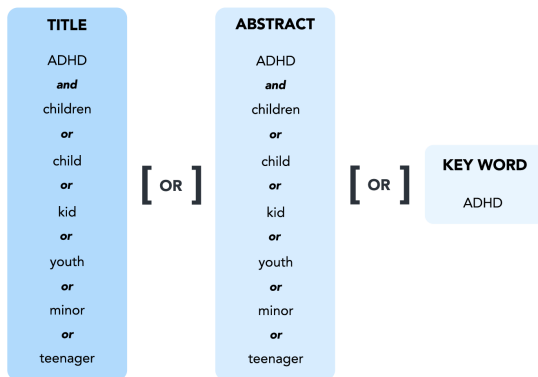 TITLE
ADHD
and
children
or
child
or
kid
or
youth
or
minor
or
teenager
[ OR ]
ABSTRACT
ADHD
and
children
or
child
or
kid
or
youth
or
minor
or
teenager
[ OR ]
KEY WORD
ADHD